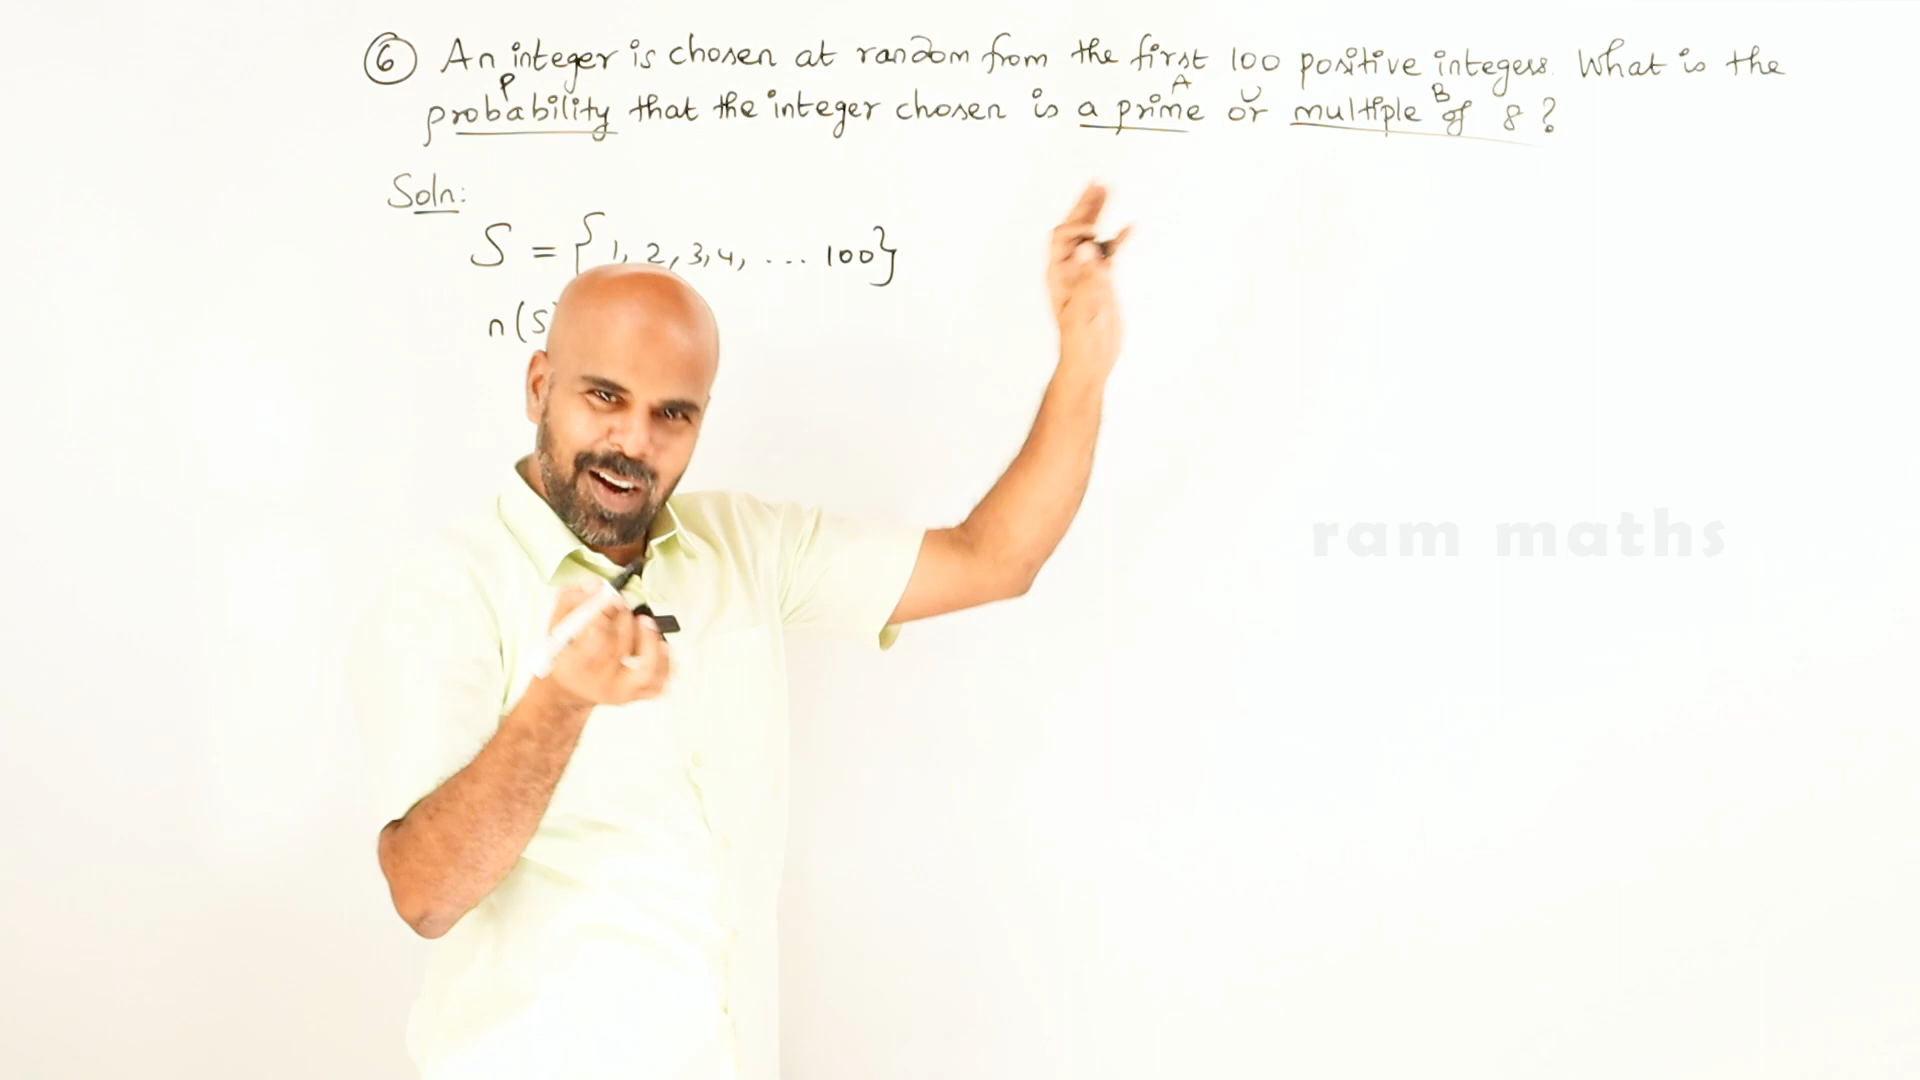 6 An integer is chosen at random from the first 100 positive integers. What is the
P A U B
probability that the integer chosen is a prime or multiple of 8 ?
Soln:
S = { 1, 2, 3, 4, ... 100}
n(S
ram maths